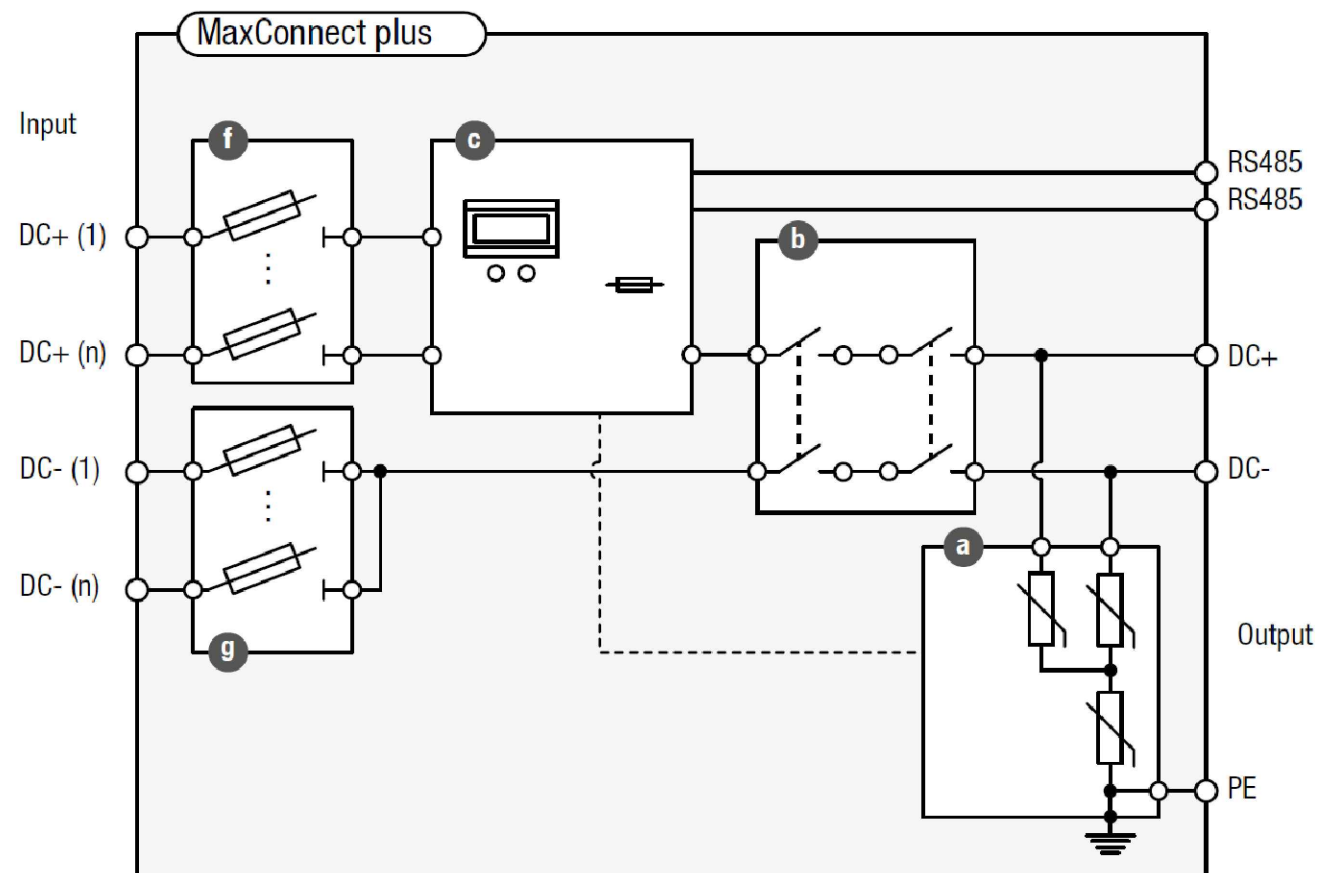 MaxConnect plus
Input
f
c
RS485
RS485
DC+ (1)
b
DC+ (n)
DC+
DC- (1)
DC-
a
DC- (n)
Output
g
PE